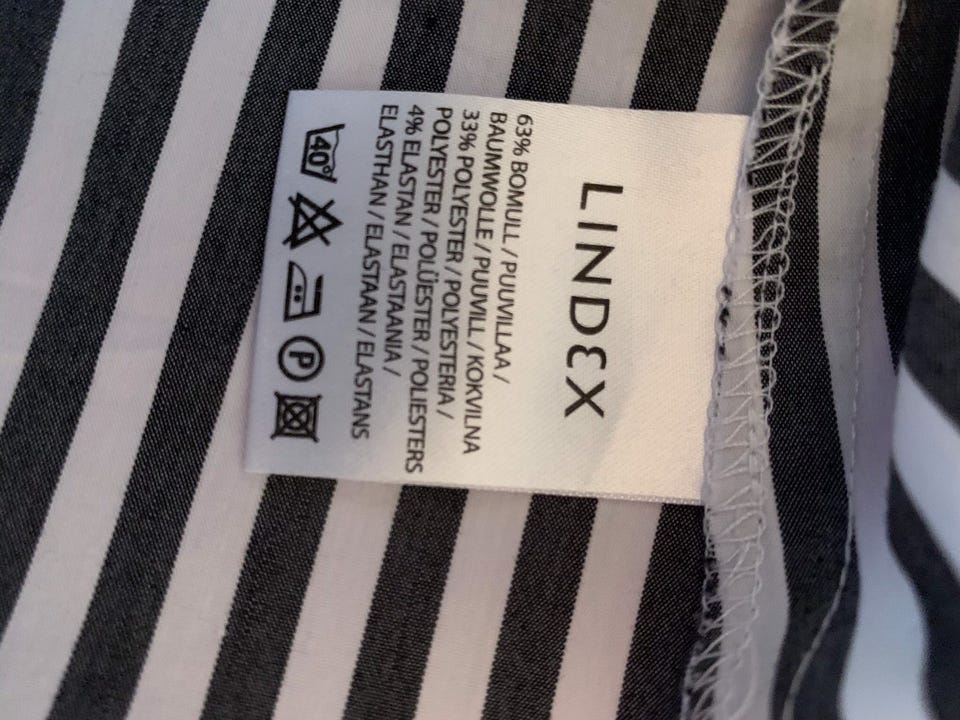 LINDEX
63% BOMULL / PUUVILLAA /
BAUMWOLLE / PUUVILL / KOKVILNA
33% POLYESTER / POLYESTERIA /
POLYESTER / POLÜESTER / POLIESTERS
4% ELASTAN / ELASTAANIA /
ELASTHAN / ELASTAAN / ELASTANS
40° P